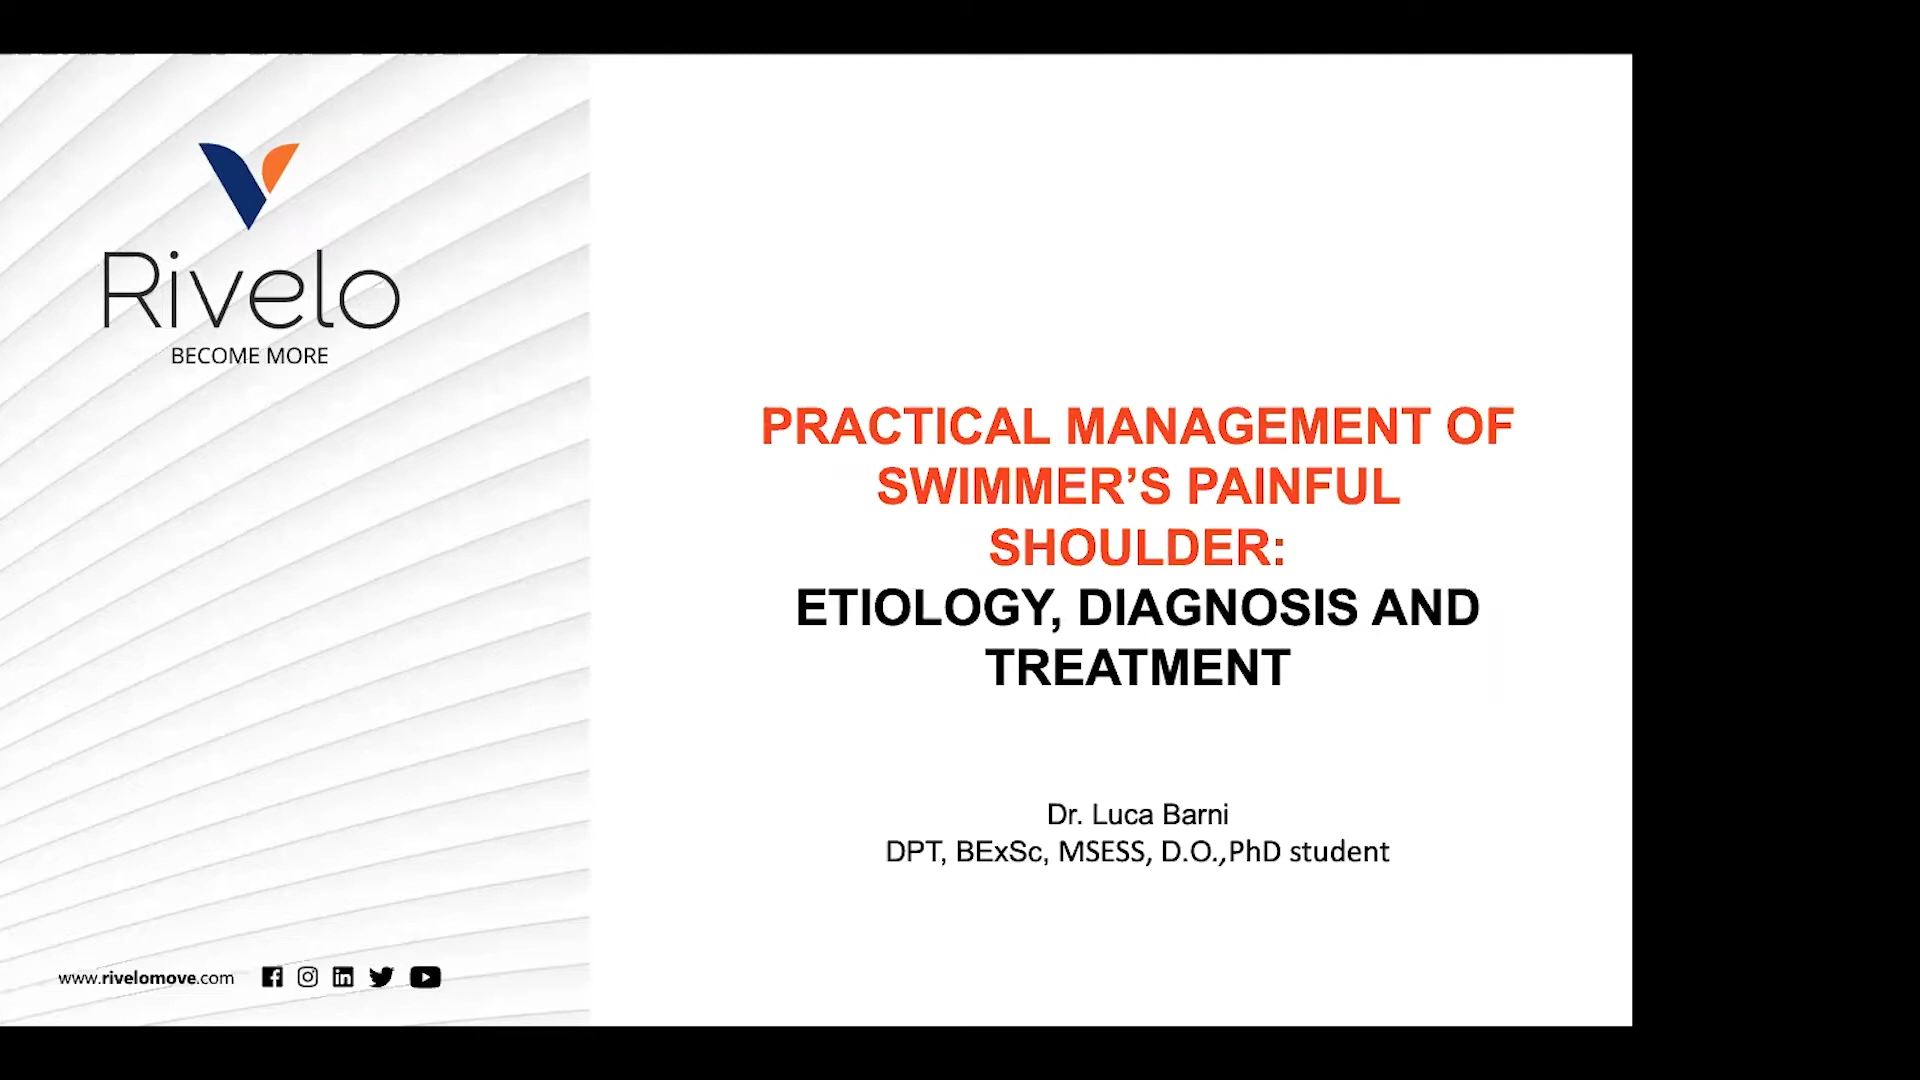 Rivelo
BECOME MORE
PRACTICAL MANAGEMENT OF
SWIMMER’S PAINFUL
SHOULDER:
ETIOLOGY, DIAGNOSIS AND
TREATMENT
Dr. Luca Barni
DPT, BExSc, MSESS, D.O.,PhD student
www.rivelomove.com